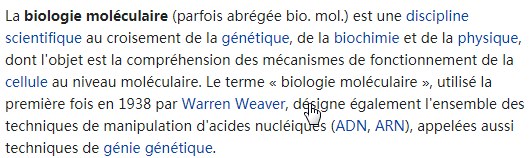 La biologie moléculaire (parfois abrégée bio. mol.) est une discipline
scientifique au croisement de la génétique, de la biochimie et de la physique,
dont l'objet est la compréhension des mécanismes de fonctionnement de la
cellule au niveau moléculaire. Le terme « biologie moléculaire », utilisé la
première fois en 1938 par Warren Weaver, désigne également l'ensemble des
techniques de manipulation d'acides nucléiques (ADN, ARN), appelées aussi
techniques de génie génétique.